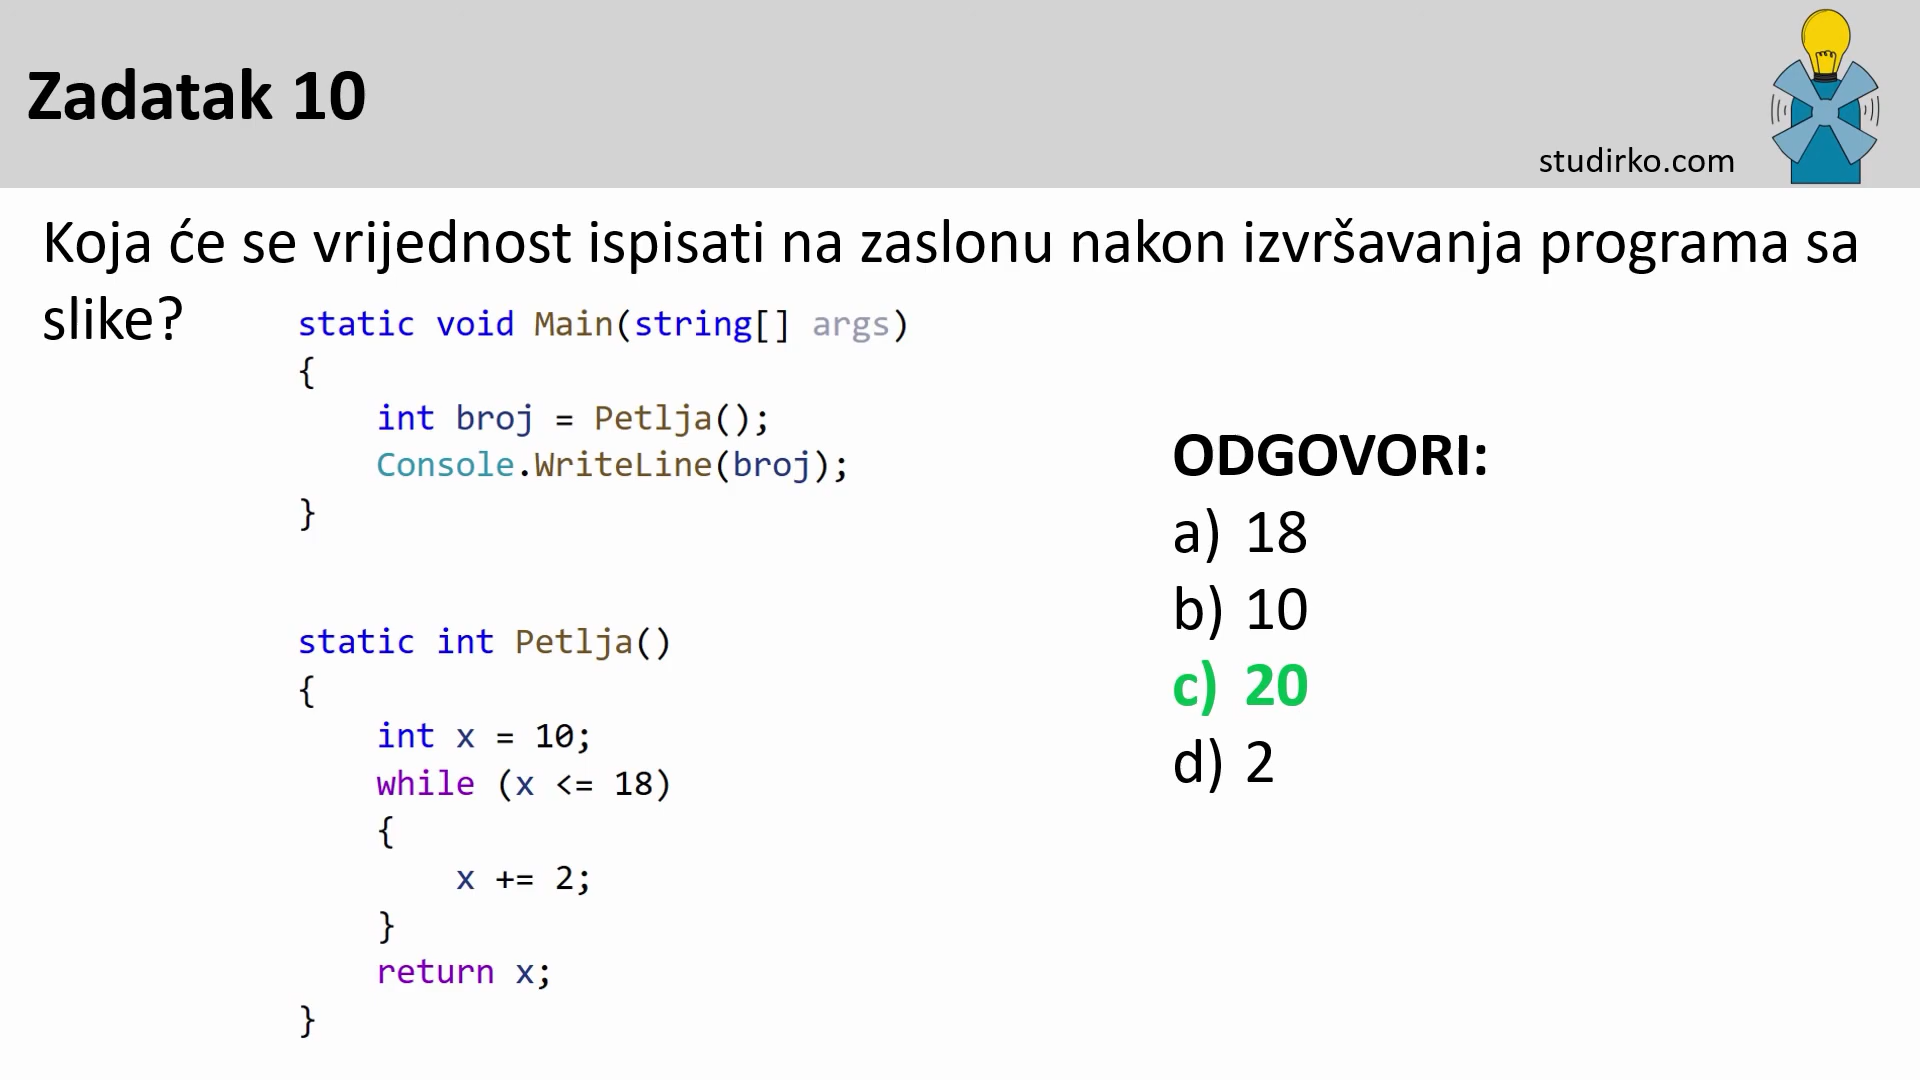 Zadatak 10
studirko.com
Koja će se vrijednost ispisati na zaslonu nakon izvršavanja programa sa
slike?
static void Main(string[] args)
{
    int broj = Petlja();
    Console.WriteLine(broj);
}
static int Petlja()
{
    int x = 10;
    while (x <= 18)
    {
        x += 2;
    }
    return x;
}
ODGOVORI:
a) 18
b) 10
c) 20
d) 2